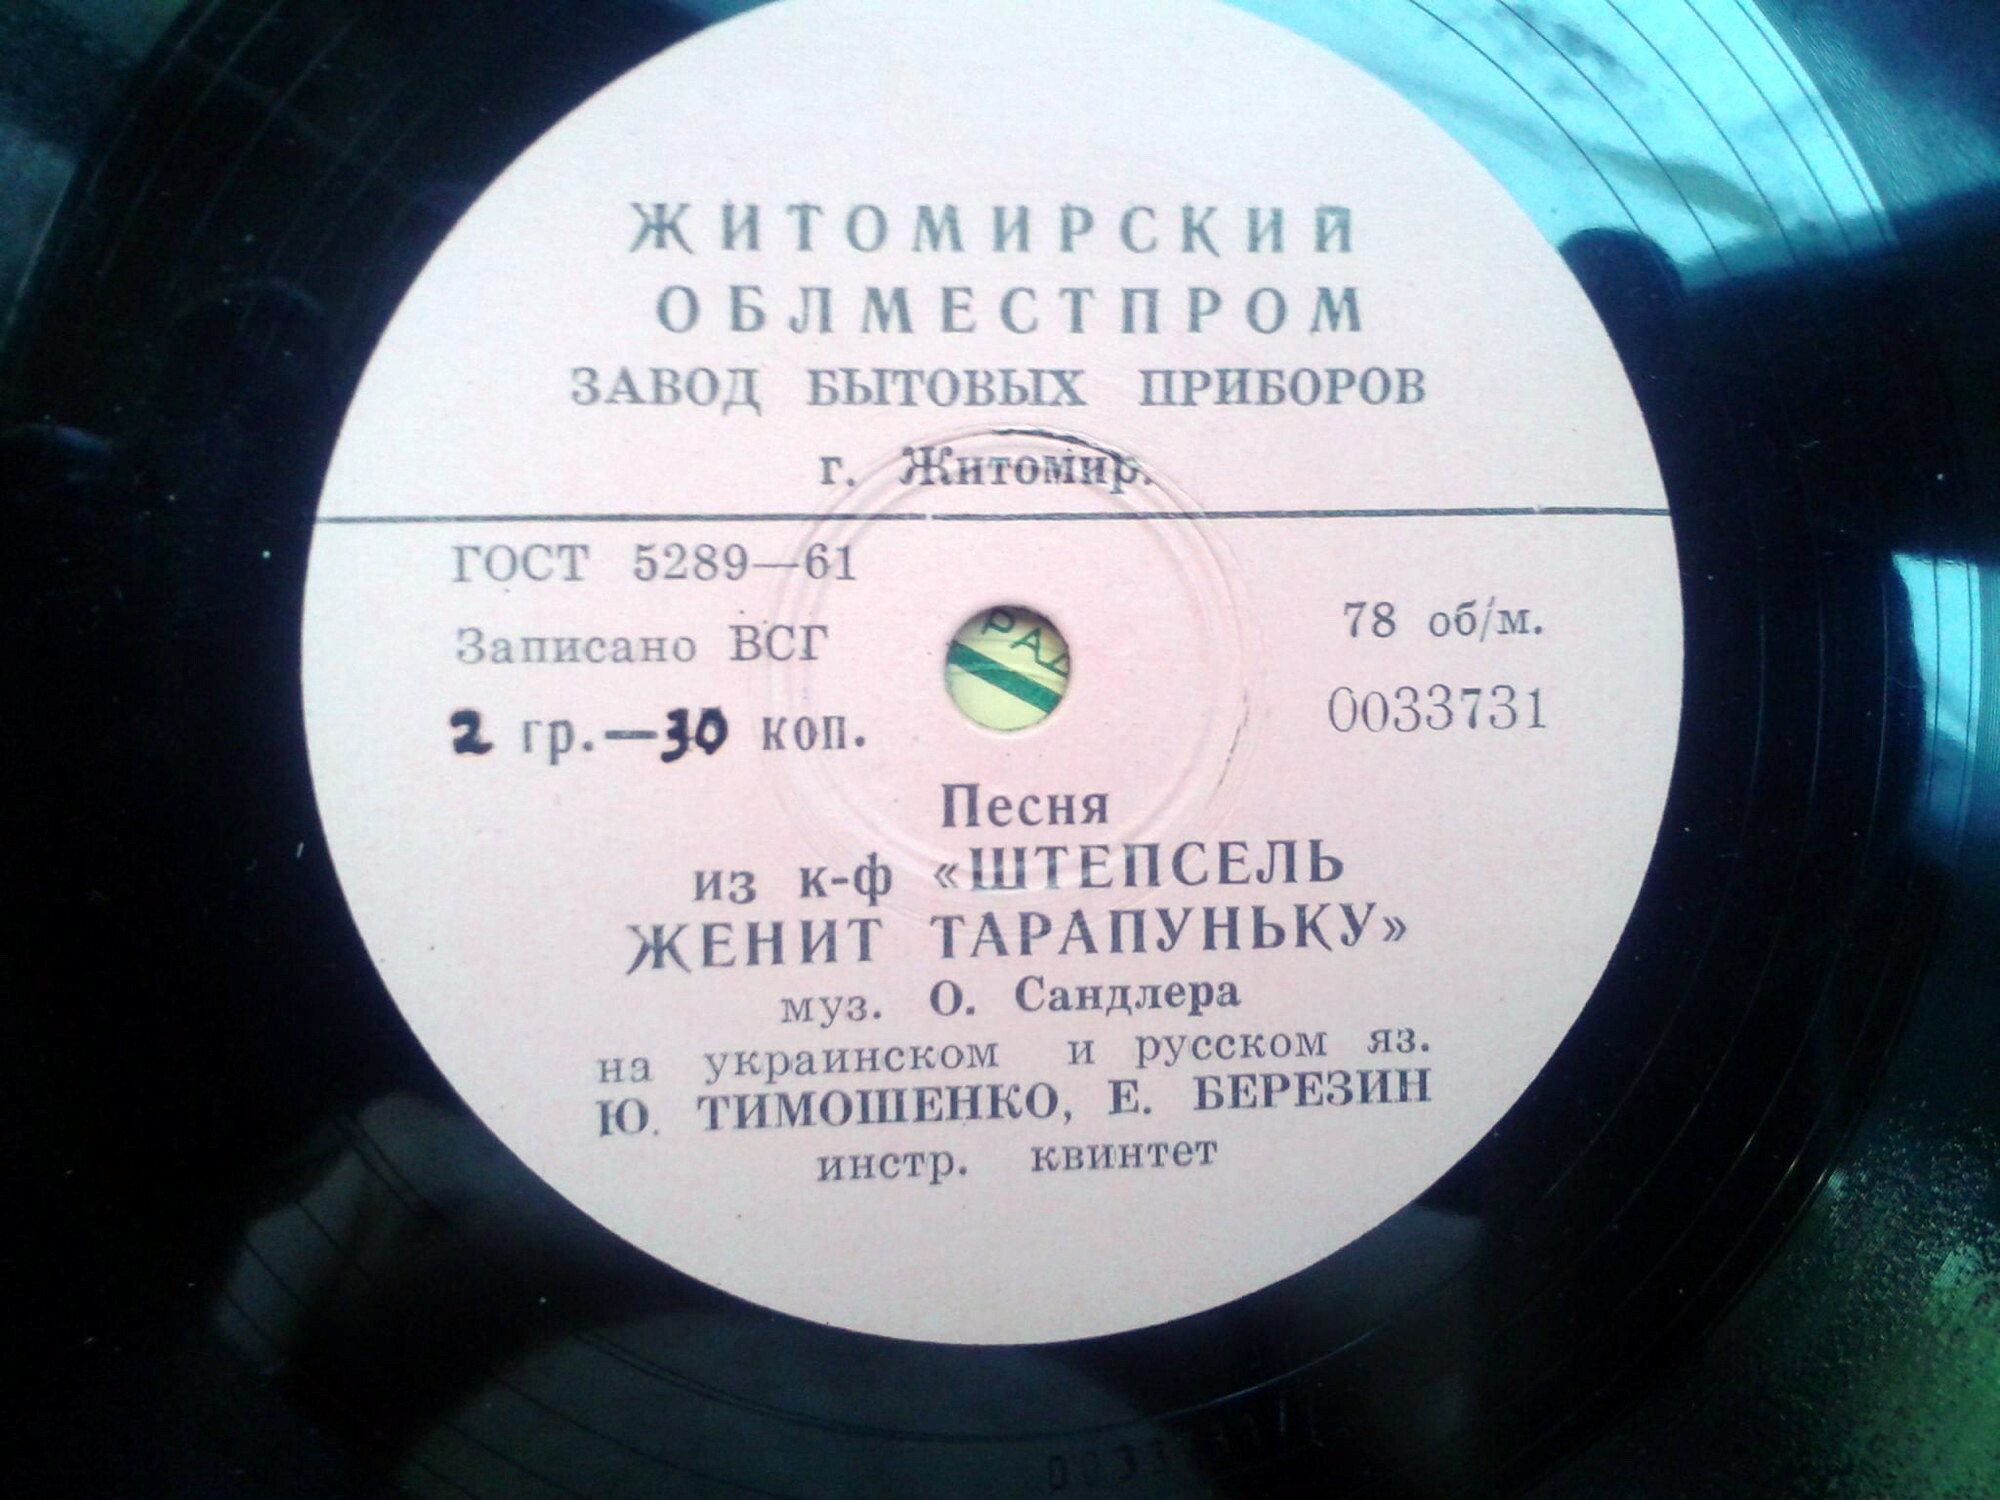 ЖИТОМИРСКИЙ
ОБЛМЕСТПРОМ
ЗАВОД БЫТОВЫХ ПРИБОРОВ
г. Житомир.
ГОСТ 5289—61
Записано ВСГ
2 гр.—30 коп.
78 об/м.
0033731
РАД
Песня
из к-ф «ШТЕПСЕЛЬ
ЖЕНИТ ТАРАПУНЬКУ»
муз. О. Сандлера
на украинском и русском яз.
Ю. ТИМОШЕНКО, Е. БЕРЕЗИН
инстр. квинтет